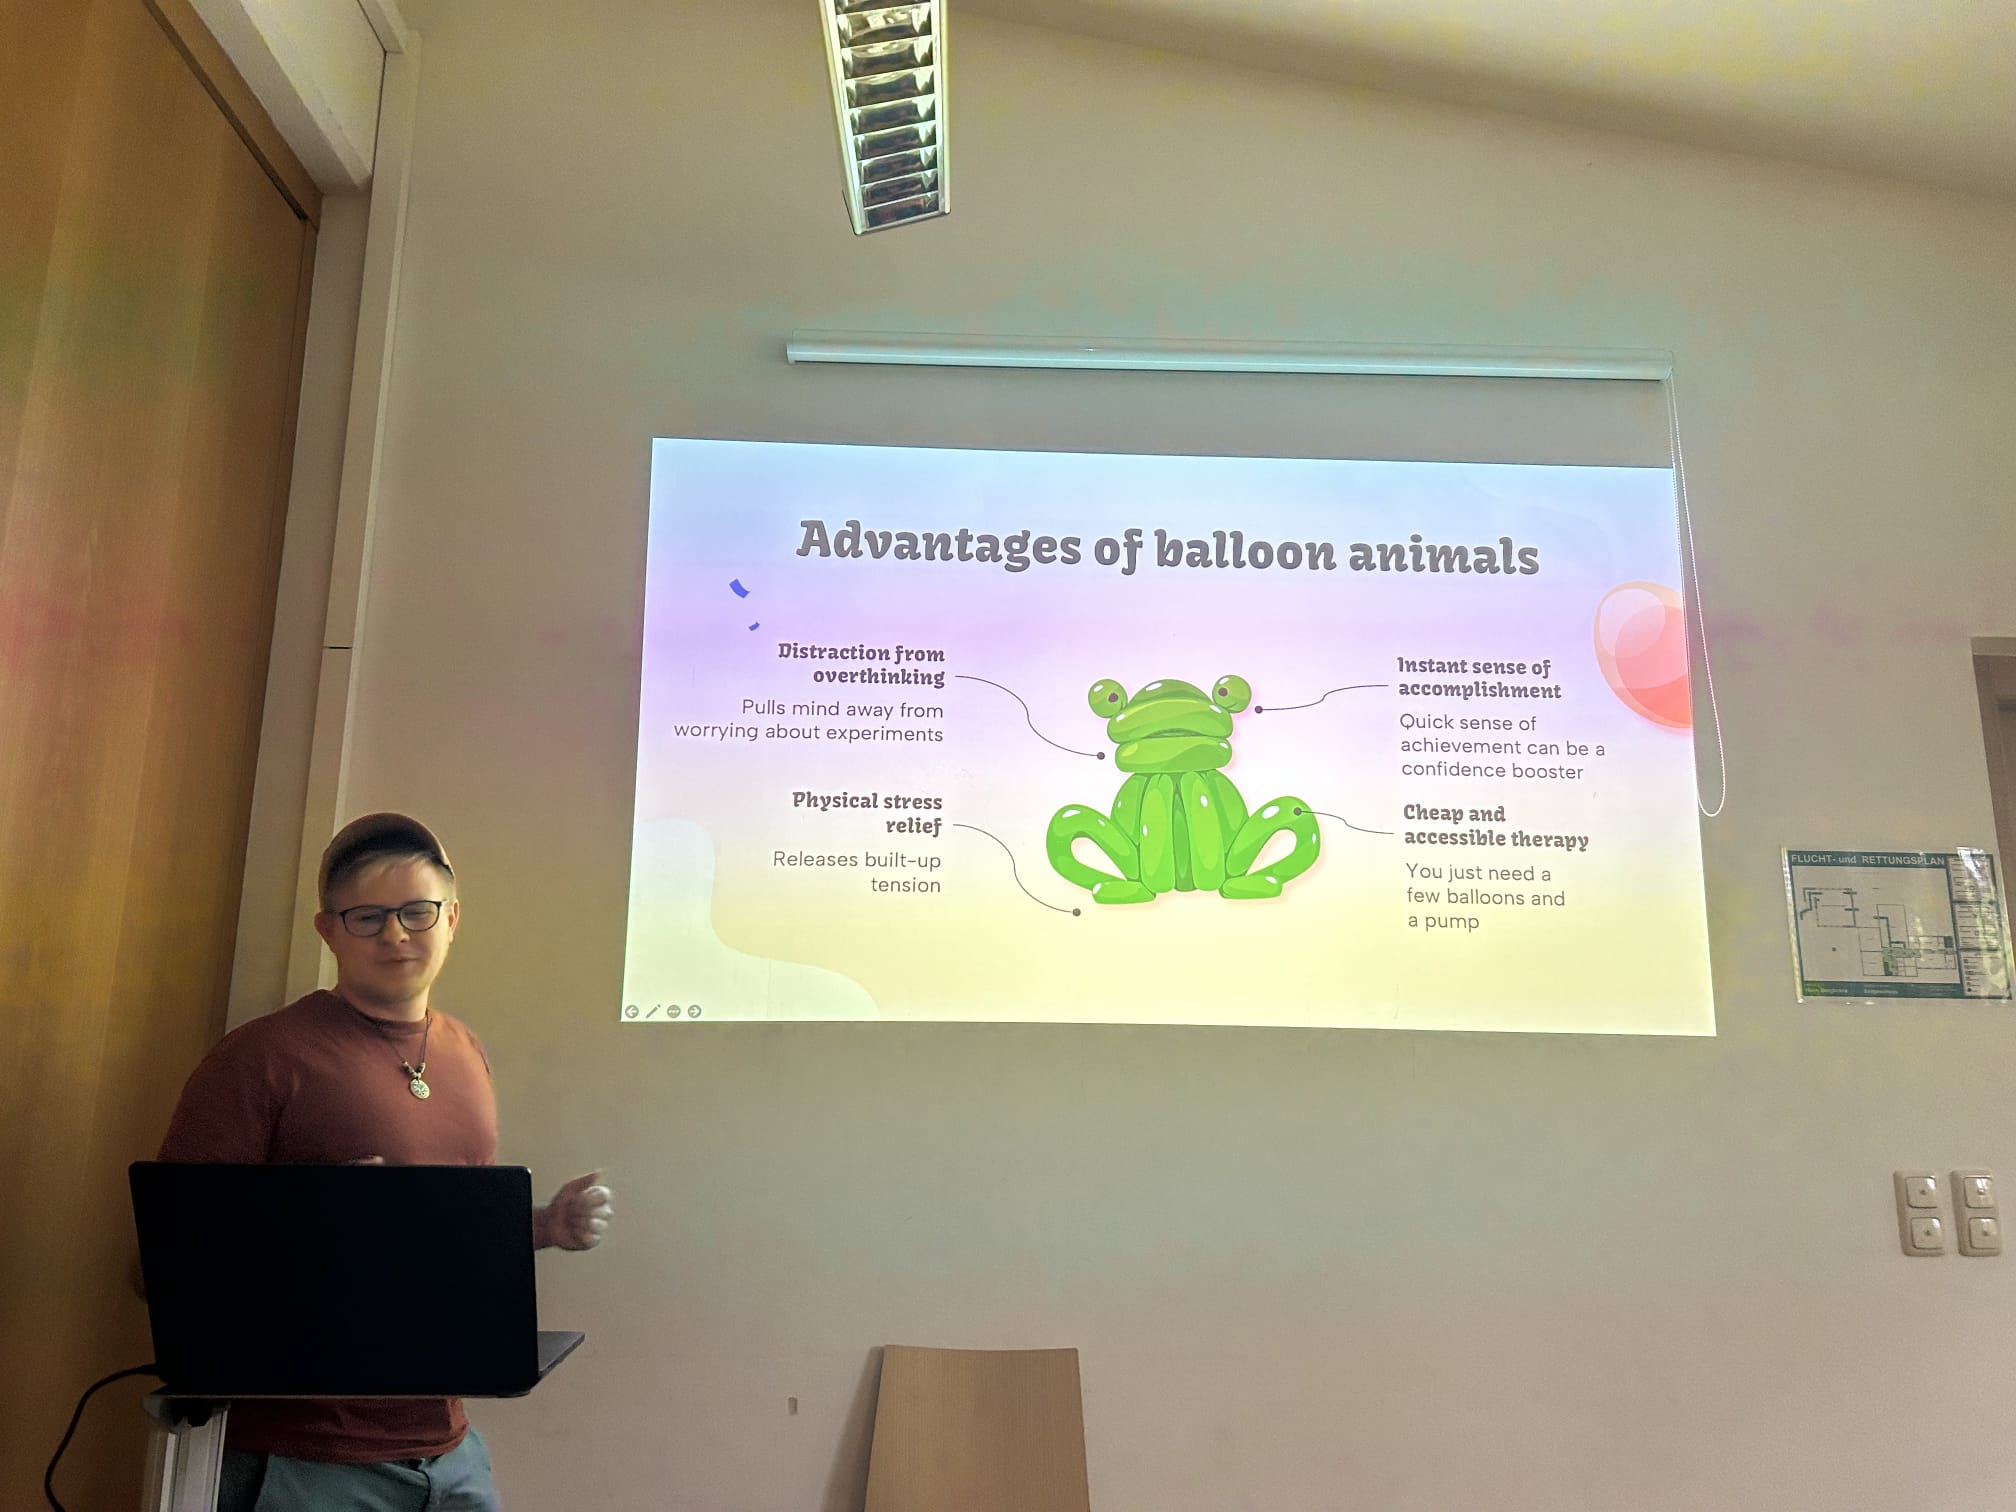 Advantages of balloon animals
Distraction from
overthinking
Pulls mind away from
worrying about experiments
Physical stress
relief
Releases built-up
tension
Instant sense of
accomplishment
Quick sense of
achievement can be a
confidence booster
Cheap and
accessible therapy
You just need a
few balloons and
a pump
FLUCHT- und RETTUNGSPLAN